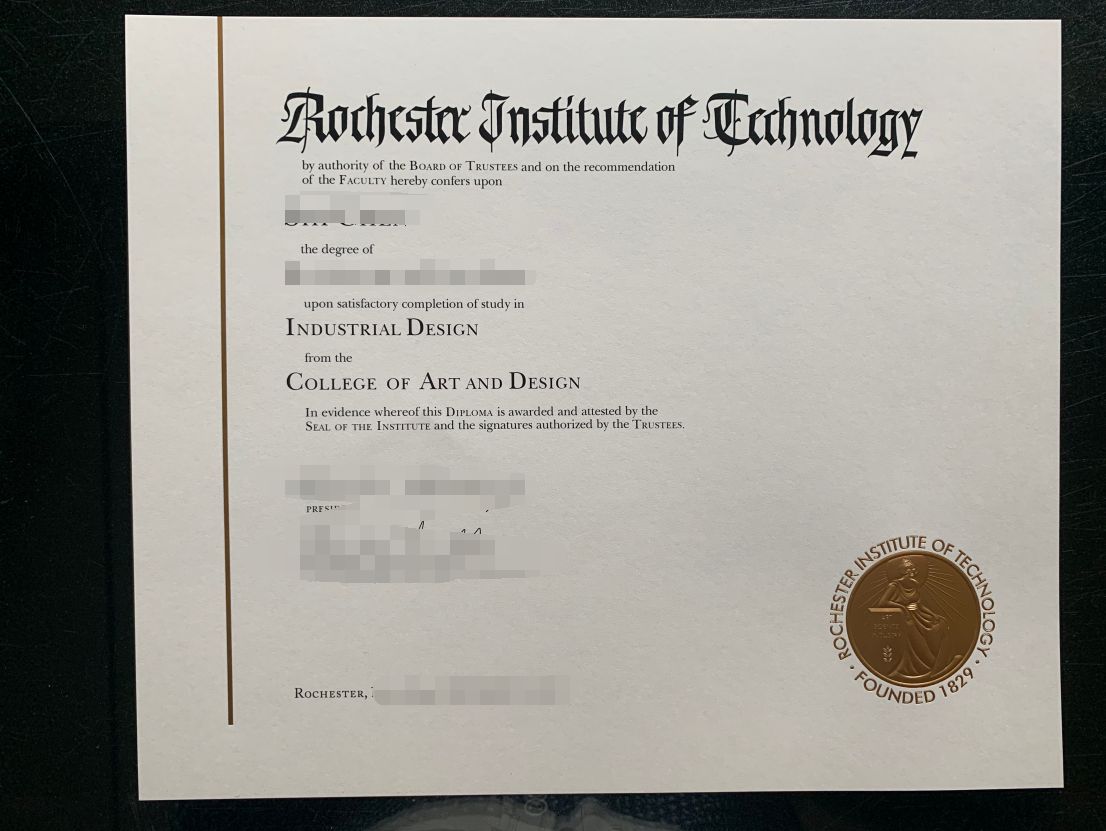 Rochester Institute of Technology
by authority of the BOARD OF TRUSTEES and on the recommendation
of the FACULTY hereby confers upon
the degree of
upon satisfactory completion of study in
INDUSTRIAL DESIGN
from the
COLLEGE OF ART AND DESIGN
In evidence whereof this DIPLOMA is awarded and attested by the
SEAL OF THE INSTITUTE and the signatures authorized by the TRUSTEES.
ROCHESTER,
ROCHESTER INSTITUTE OF TECHNOLOGY
· FOUNDED 1829 ·